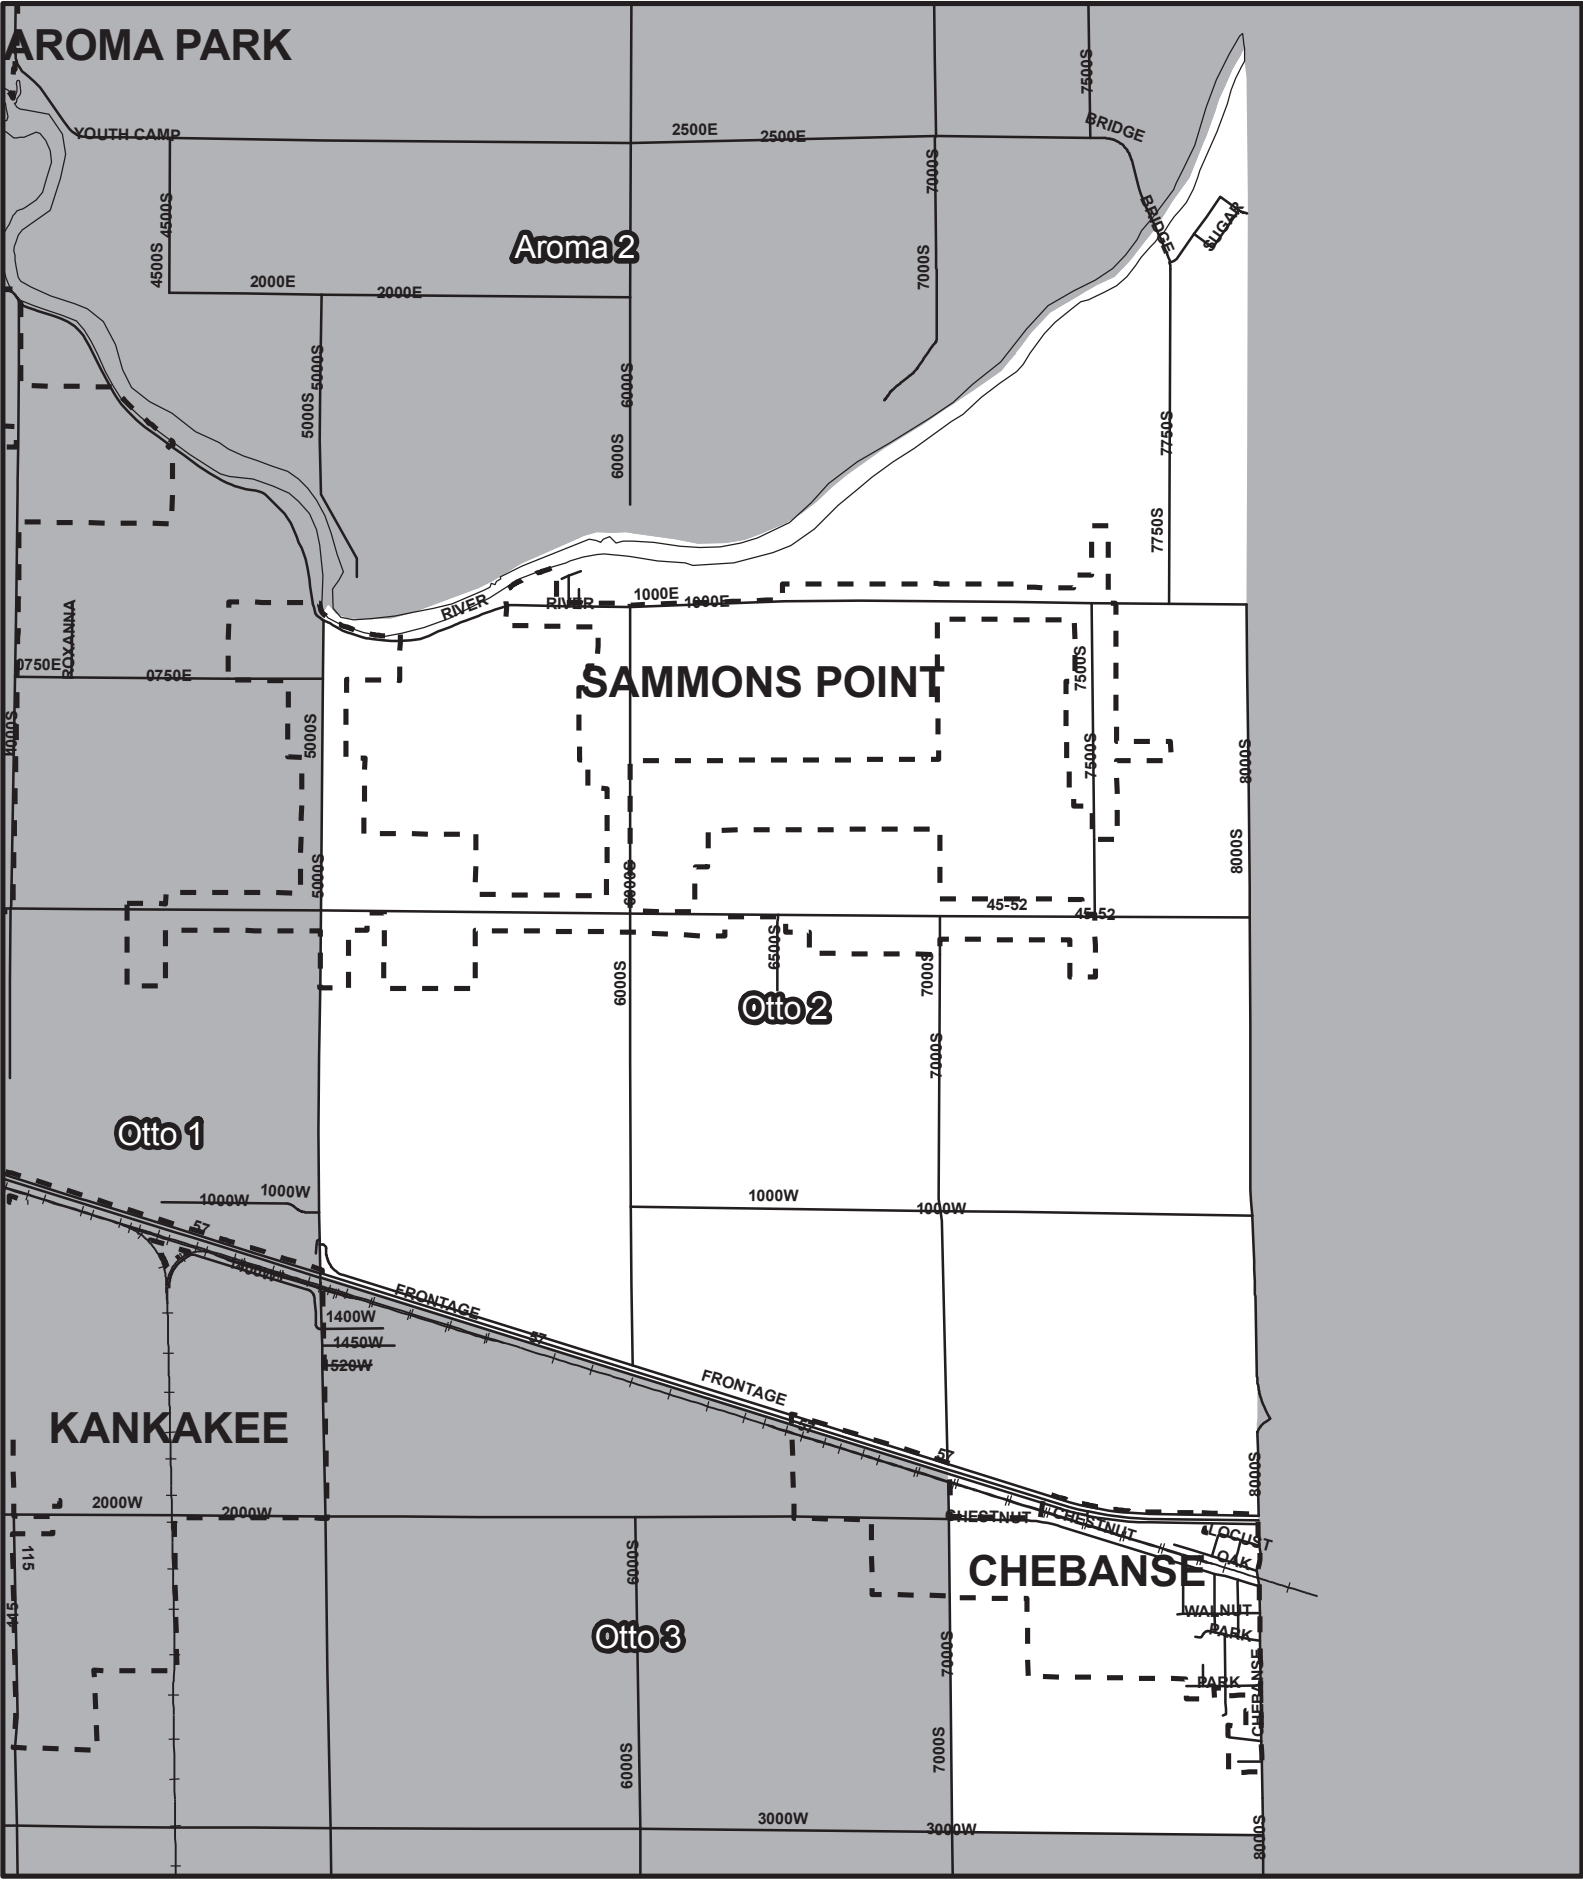 AROMA PARK
7500S
YOUTH CAMP
2500E
2500E
BRIDGE
7000S
4500S
BRIDGE
SUGAR
4500S
Aroma 2
7000S
2000E
2000E
5000S
6000S
5000S
7750S
6000S
7750S
RIVER
RIVER
1000E
1000E
ROXANNA
0750E
0750E
SAMMONS POINT
7500S
4000S
5000S
7500S
8000S
5000S
6000S
8000S
45-52
45-52
6500S
6000S
7000S
Otto 2
7000S
Otto 1
1000W
1000W
1000W
1000W
57
1400W
FRONTAGE
1400W
57
1450W
1520W
FRONTAGE
57
57
KANKAKEE
8000S
2000W
2000W
CHESTNUT
CHESTNUT
LOCUST
OAK
115
6000S
CHEBANSE
115
WALNUT
PARK
Otto 3
7000S
PARK
CHEBANSE
6000S
7000S
3000W
3000W
8000S